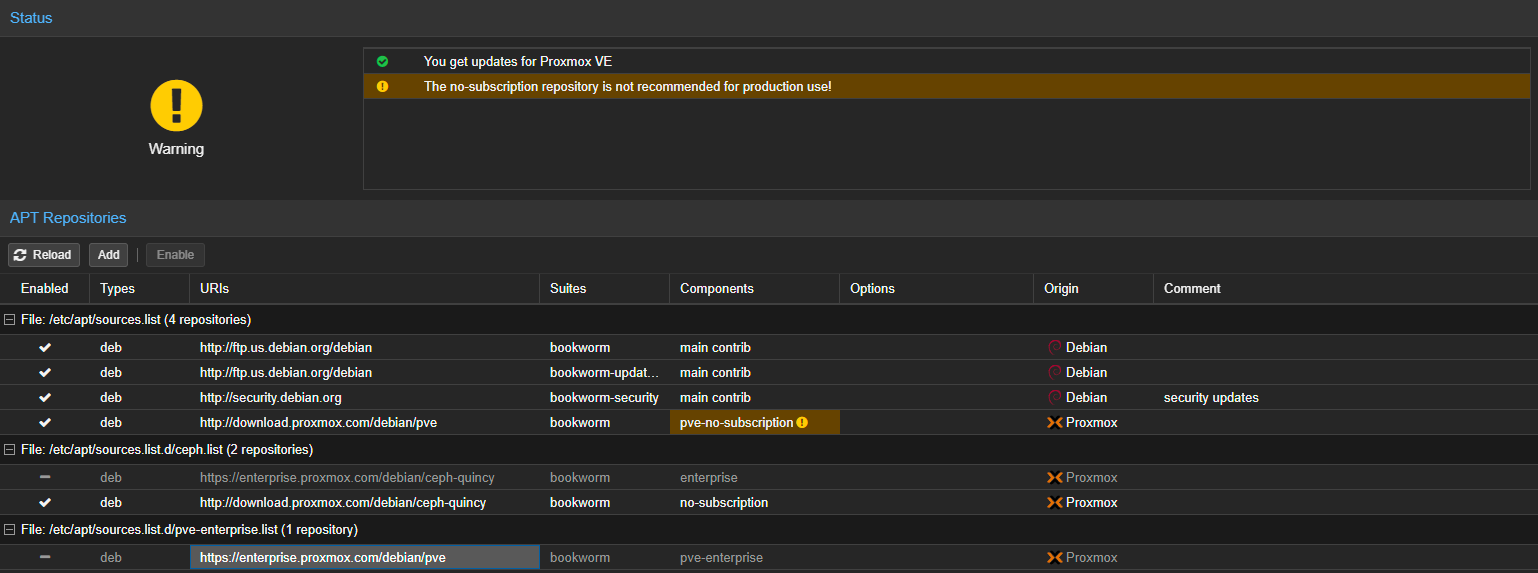 Status
You get updates for Proxmox VE
The no-subscription repository is not recommended for production use!
Warning
APT Repositories
Reload Add Enable
Enabled Types URIs Suites Components Options Origin Comment
File: /etc/apt/sources.list (4 repositories)
deb http://ftp.us.debian.org/debian bookworm main contrib Debian
deb http://ftp.us.debian.org/debian bookworm-updat… main contrib Debian
deb http://security.debian.org bookworm-security main contrib Debian security updates
deb http://download.proxmox.com/debian/pve bookworm pve-no-subscription Proxmox
File: /etc/apt/sources.list.d/ceph.list (2 repositories)
deb https://enterprise.proxmox.com/debian/ceph-quincy bookworm enterprise Proxmox
deb http://download.proxmox.com/debian/ceph-quincy bookworm no-subscription Proxmox
File: /etc/apt/sources.list.d/pve-enterprise.list (1 repository)
deb https://enterprise.proxmox.com/debian/pve bookworm pve-enterprise Proxmox